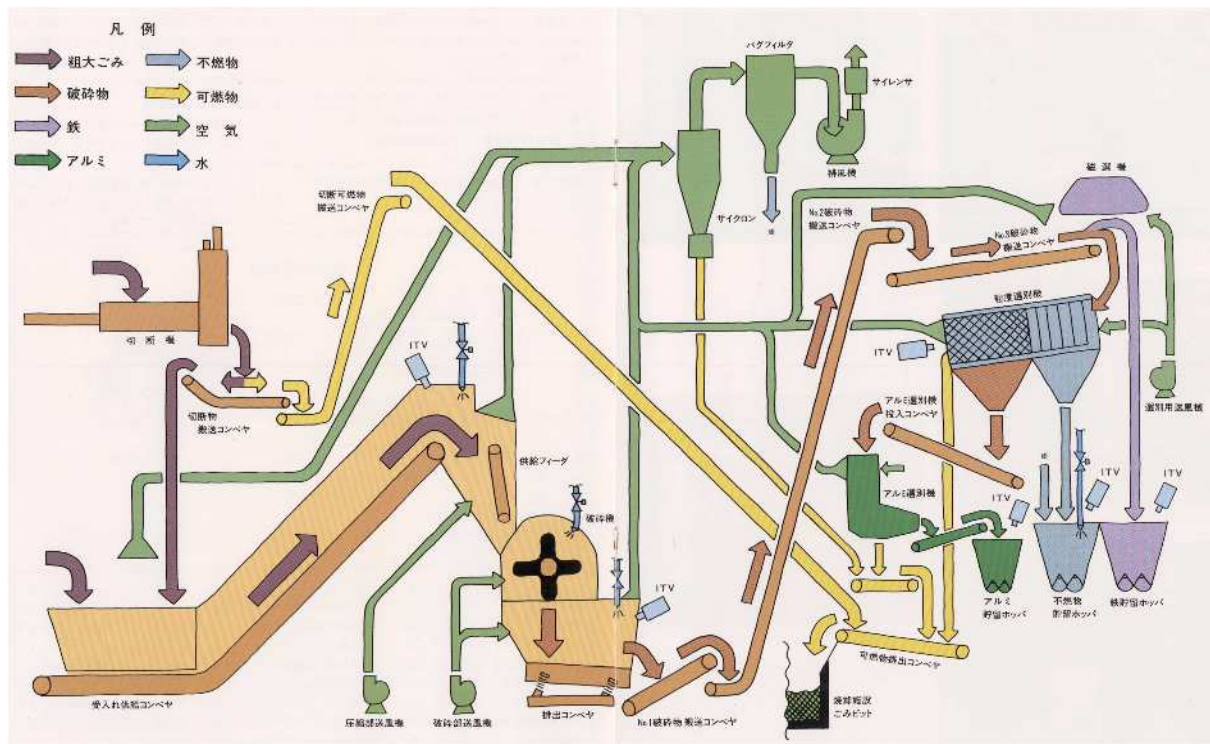 凡 例
粗大ごみ
不燃物
破砕物
可燃物
鉄
空 気
アルミ
水
バグフィルタ
サイレンサ
排風機
サイクロン
磁選機
切断可燃物
搬送コンベヤ
No.2破砕物
搬送コンベヤ
No.3破砕物
搬送コンベヤ
粒度選別機
切断機
ITV
ITV
選別用送風機
切断物
搬送コンベヤ
アルミ選別機
投入コンベヤ
供給フィーダ
アルミ選別機
ITV
ITV
ITV
破砕機
ITV
アルミ
貯留ホッパ
不燃物
貯留ホッパ
鉄貯留ホッパ
可燃物排出コンベヤ
受入れ供給コンベヤ
圧縮部送風機
破砕部送風機
排出コンベヤ
No.1破砕物搬送コンベヤ
焼却施設
ごみピット